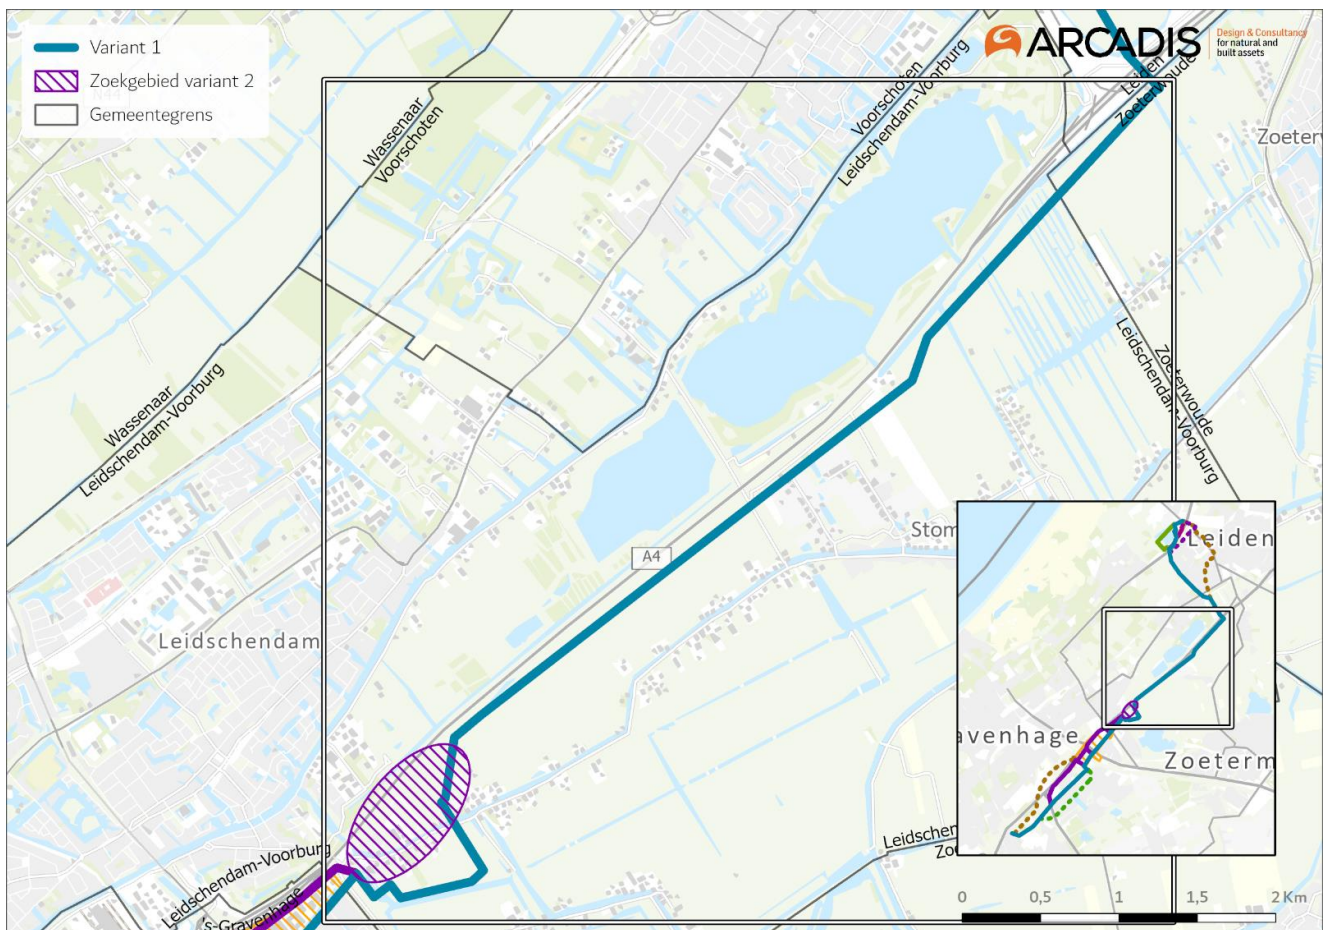 Variant 1
Zoekgebied variant 2
Gemeentegrens
ARCADIS
Design & Consultancy
for natural and
built assets
Wassenaar
Voorschoten
Voorschoten
Leidschendam-Voorburg
Leiden
Zoeterwoude
Zoeterw
Wassenaar
Leidschendam-Voorburg
Zoeterwoude
Leidschendam-Voorburg
Stom
A4
Leidschendam
Leiden
avenhage
Zoeterm
Leidschen
Zoe
Leidschendam-Voorburg
's-Gravenhage
0 0,5 1 1,5 2 Km